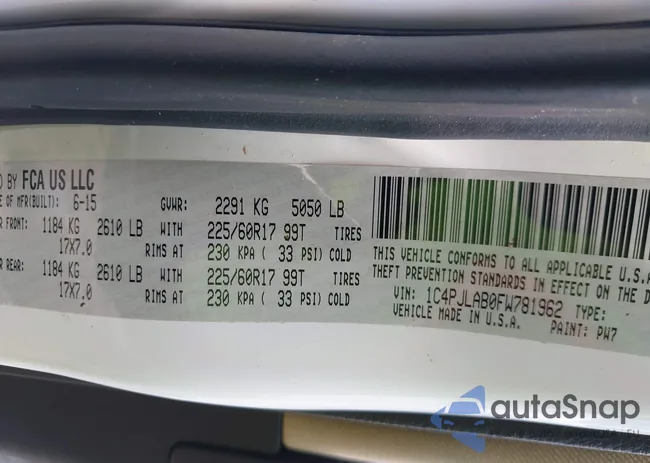 D BY FCA US LLC
E OF MFR(BUILT): 6-15 GVWR: 2291 KG 5050 LB
R FRONT: 1184 KG 2610 LB WITH 225/60R17 99T TIRES
17X7.0 RIMS AT 230 KPA ( 33 PSI) COLD
R REAR: 1184 KG 2610 LB WITH 225/60R17 99T TIRES
17X7.0 RIMS AT 230 KPA ( 33 PSI) COLD
THIS VEHICLE CONFORMS TO ALL APPLICABLE U.S.A
THEFT PREVENTION STANDARDS IN EFFECT ON THE D
VIN: 1C4PJLAB0FW781962 TYPE:
VEHICLE MADE IN U.S.A. PAINT: PW7
autaSnap